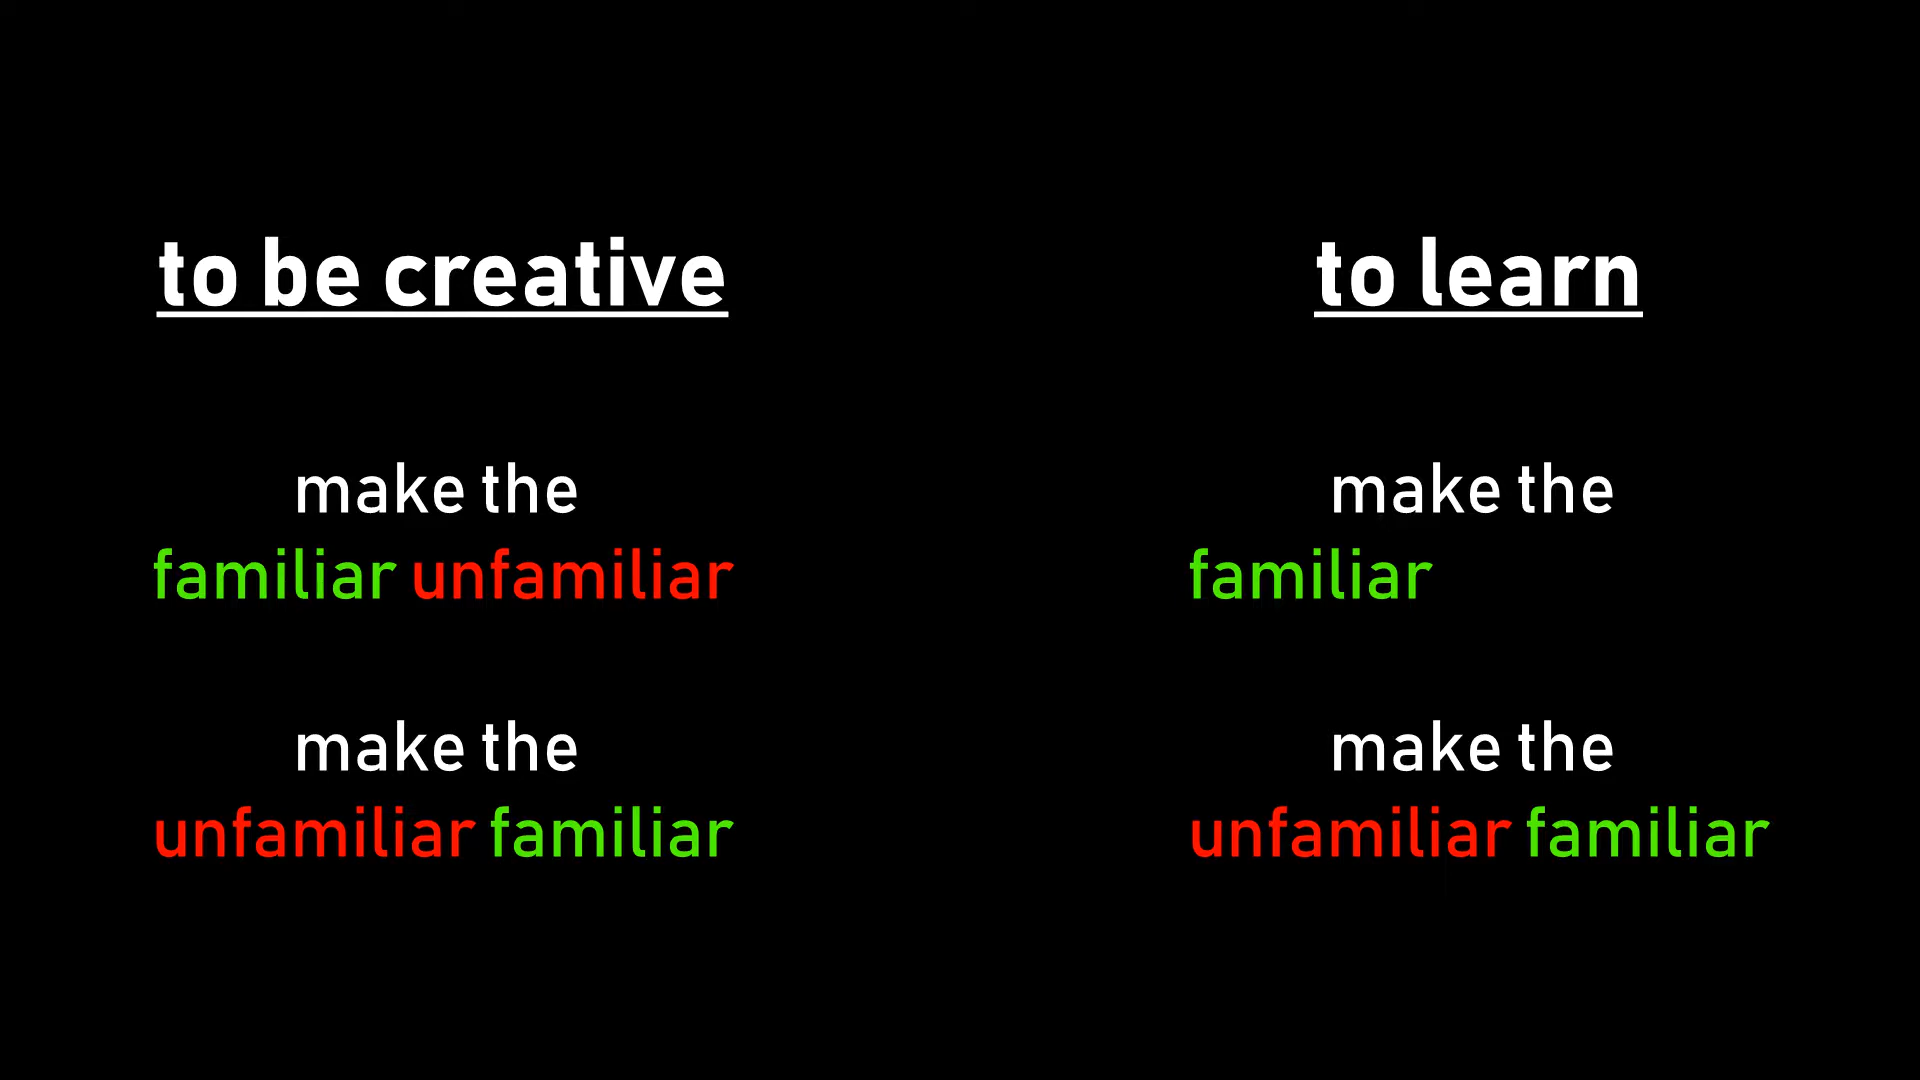 to be creative
make the
familiar unfamiliar
make the
unfamiliar familiar
to learn
make the
familiar
make the
unfamiliar familiar